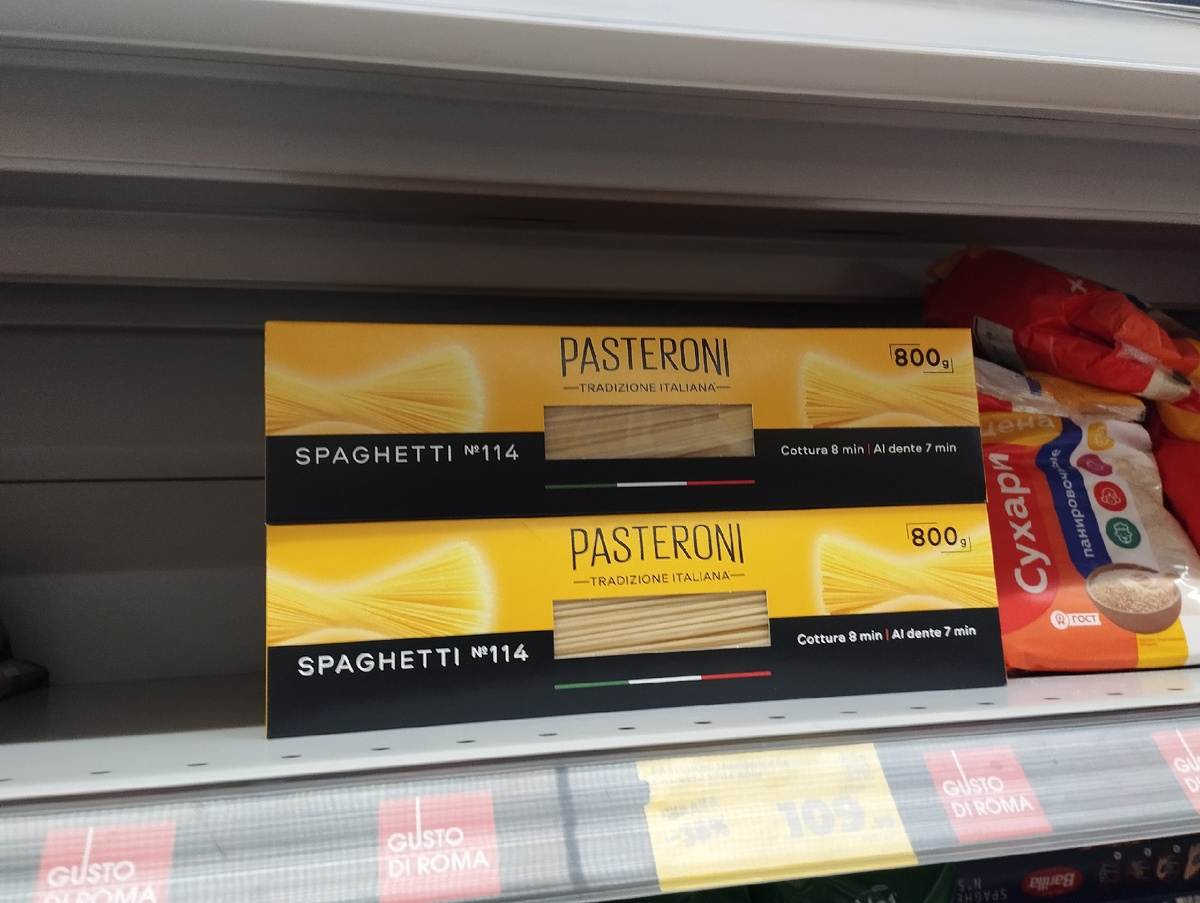 PASTERONI
TRADIZIONE ITALIANA
800g
SPAGHETTI №114
Cottura 8 min | Al dente 7 min
PASTERONI
TRADIZIONE ITALIANA
800g
SPAGHETTI №114
Cottura 8 min | Al dente 7 min
цена
Сухари
панировочные
ГОСТ
GUSTO
DI ROMA
GUSTO
DI ROMA
109
GUSTO
DI ROMA
Barilla